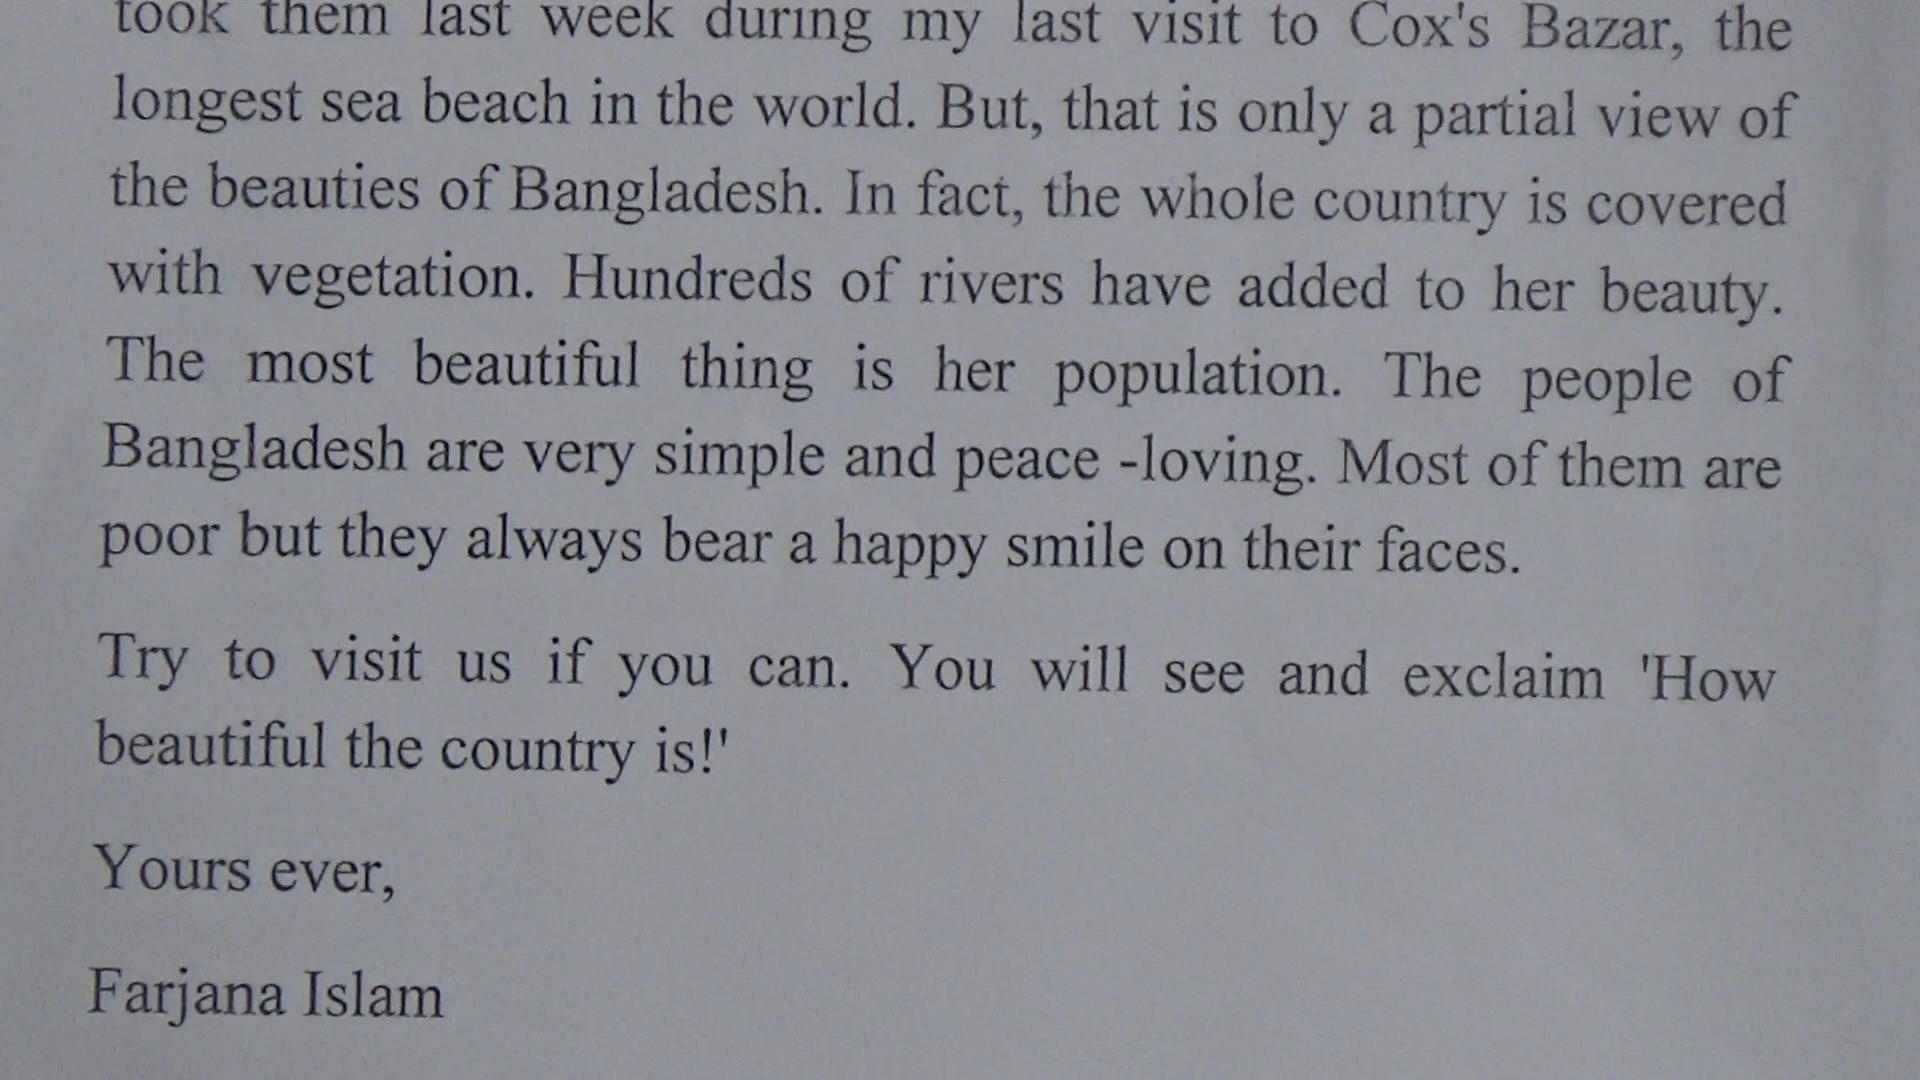 took them last week during my last visit to Cox's Bazar, the
longest sea beach in the world. But, that is only a partial view of
the beauties of Bangladesh. In fact, the whole country is covered
with vegetation. Hundreds of rivers have added to her beauty.
The most beautiful thing is her population. The people of
Bangladesh are very simple and peace -loving. Most of them are
poor but they always bear a happy smile on their faces.
Try to visit us if you can. You will see and exclaim 'How
beautiful the country is!'
Yours ever,
Farjana Islam